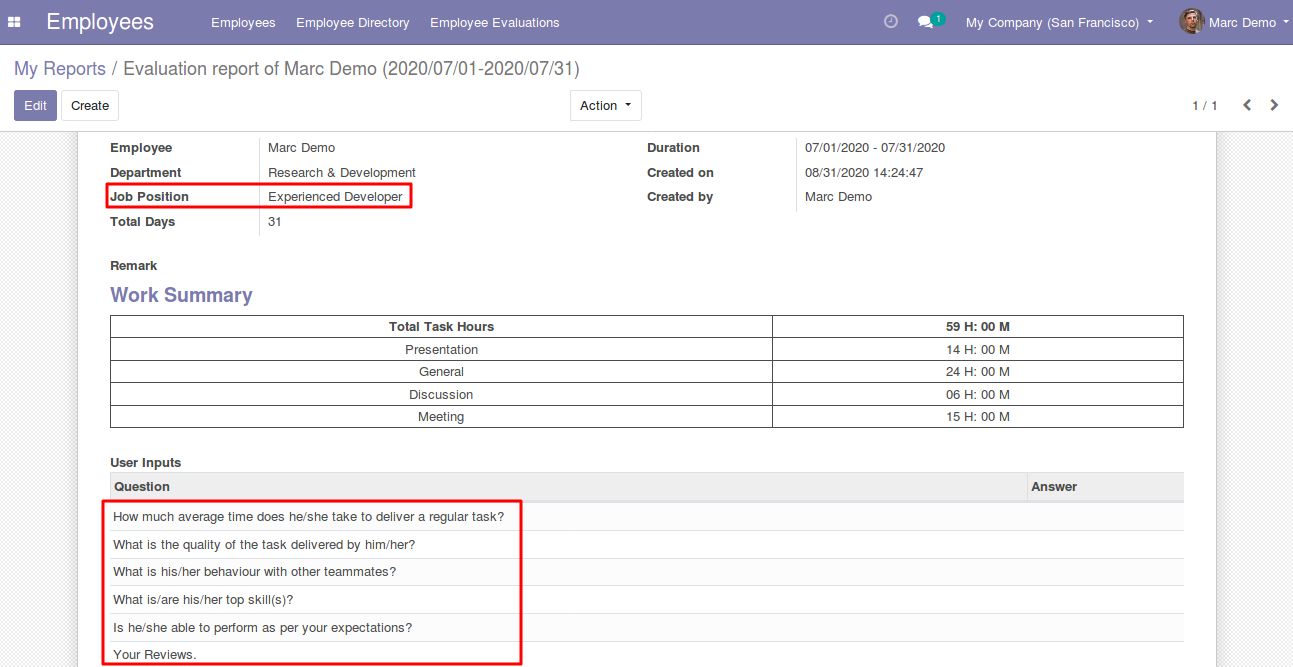 Employees Employees Employee Directory Employee Evaluations 1 My Company (San Francisco) Marc Demo
My Reports / Evaluation report of Marc Demo (2020/07/01-2020/07/31)
Edit Create Action 1 / 1
Employee Marc Demo Duration 07/01/2020 - 07/31/2020
Department Research & Development Created on 08/31/2020 14:24:47
Job Position Experienced Developer Created by Marc Demo
Total Days 31
Remark
Work Summary
Total Task Hours 59 H: 00 M
Presentation 14 H: 00 M
General 24 H: 00 M
Discussion 06 H: 00 M
Meeting 15 H: 00 M
User Inputs
Question Answer
How much average time does he/she take to deliver a regular task?
What is the quality of the task delivered by him/her?
What is his/her behaviour with other teammates?
What is/are his/her top skill(s)?
Is he/she able to perform as per your expectations?
Your Reviews.